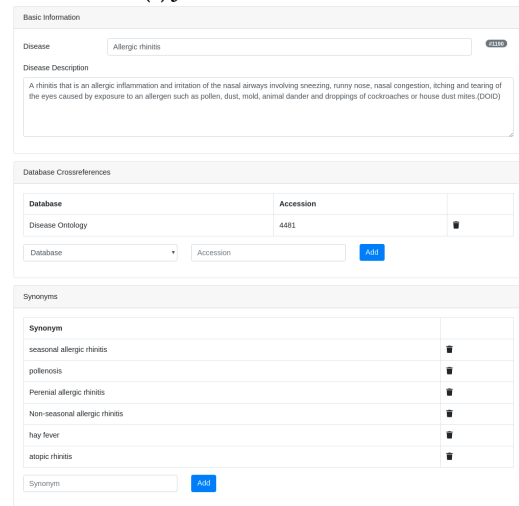 Basic Information
Disease
Allergic rhinitis
#1199
Disease Description
A rhinitis that is an allergic inflammation and irritation of the nasal airways involving sneezing, runny nose, nasal congestion, itching and tearing of
the eyes caused by exposure to an allergen such as pollen, dust, mold, animal dander and droppings of cockroaches or house dust mites.(DOID)
Database Crossreferences
Database Accession
Disease Ontology 4481
Database Accession Add
Synonyms
Synonym
seasonal allergic rhinitis
pollenosis
Perenial allergic rhinitis
Non-seasonal allergic rhinitis
hay fever
atopic rhinitis
Synonym Add